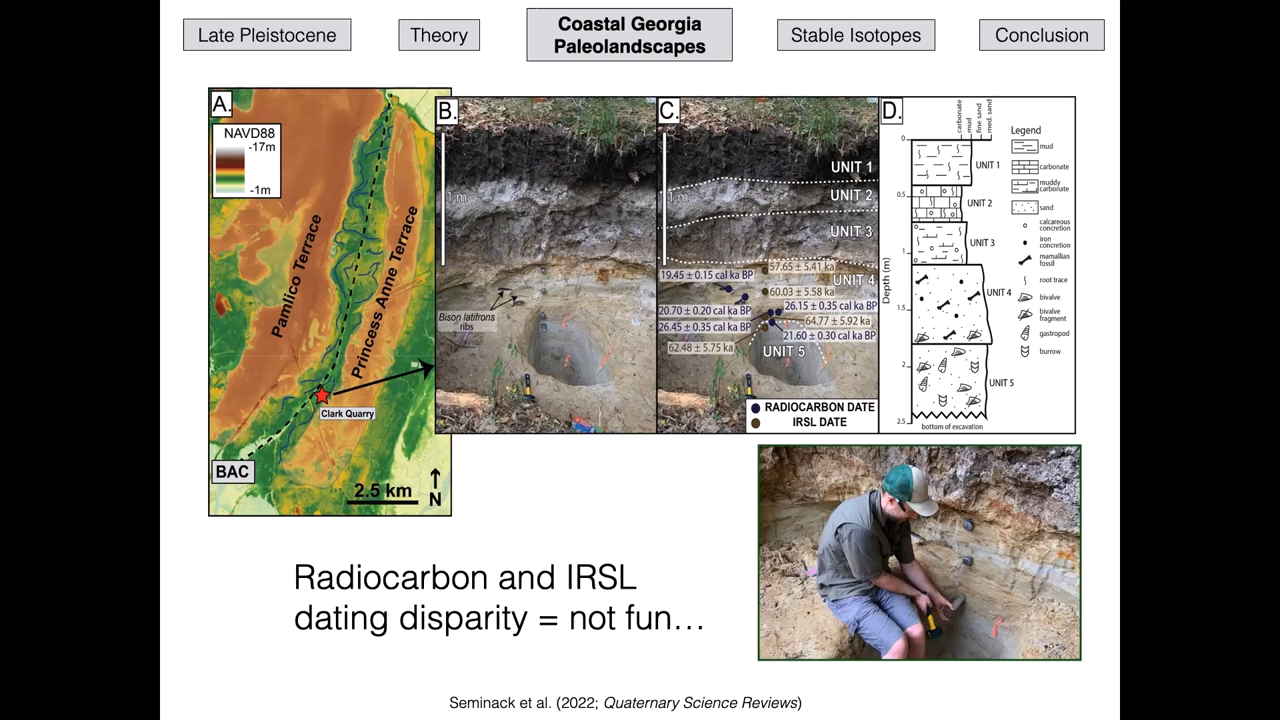 Late Pleistocene
Theory
Coastal Georgia
Paleolandscapes
Stable Isotopes
Conclusion
A.
NAVD88
-17m
-1m
Pamlico Terrace
Princess Anne Terrace
Clark Quarry
BAC
2.5 km
N
B.
1 m
Bison latifrons
ribs
C.
1 m
UNIT 1
UNIT 2
UNIT 3
57.65 ± 5.41 ka
19.45 ± 0.15 cal ka BP
UNIT 4
60.03 ± 5.58 ka
26.15 ± 0.35 cal ka BP
20.70 ± 0.20 cal ka BP
64.77 ± 5.92 ka
26.45 ± 0.35 cal ka BP
21.60 ± 0.30 cal ka BP
62.48 ± 5.75 ka
UNIT 5
RADIOCARBON DATE
IRSL DATE
D.
carbonate
mud
fine sand
med. sand
Depth (m)
0
0.5
1
1.5
2
2.5
UNIT 1
UNIT 2
UNIT 3
UNIT 4
UNIT 5
bottom of excavation
Legend
mud
carbonate
muddy
carbonate
sand
calcareous
concretion
iron
concretion
mamallian
fossil
root trace
bivalve
bivalve
fragment
gastropod
burrow
Radiocarbon and IRSL
dating disparity = not fun…
Seminack et al. (2022; Quaternary Science Reviews)